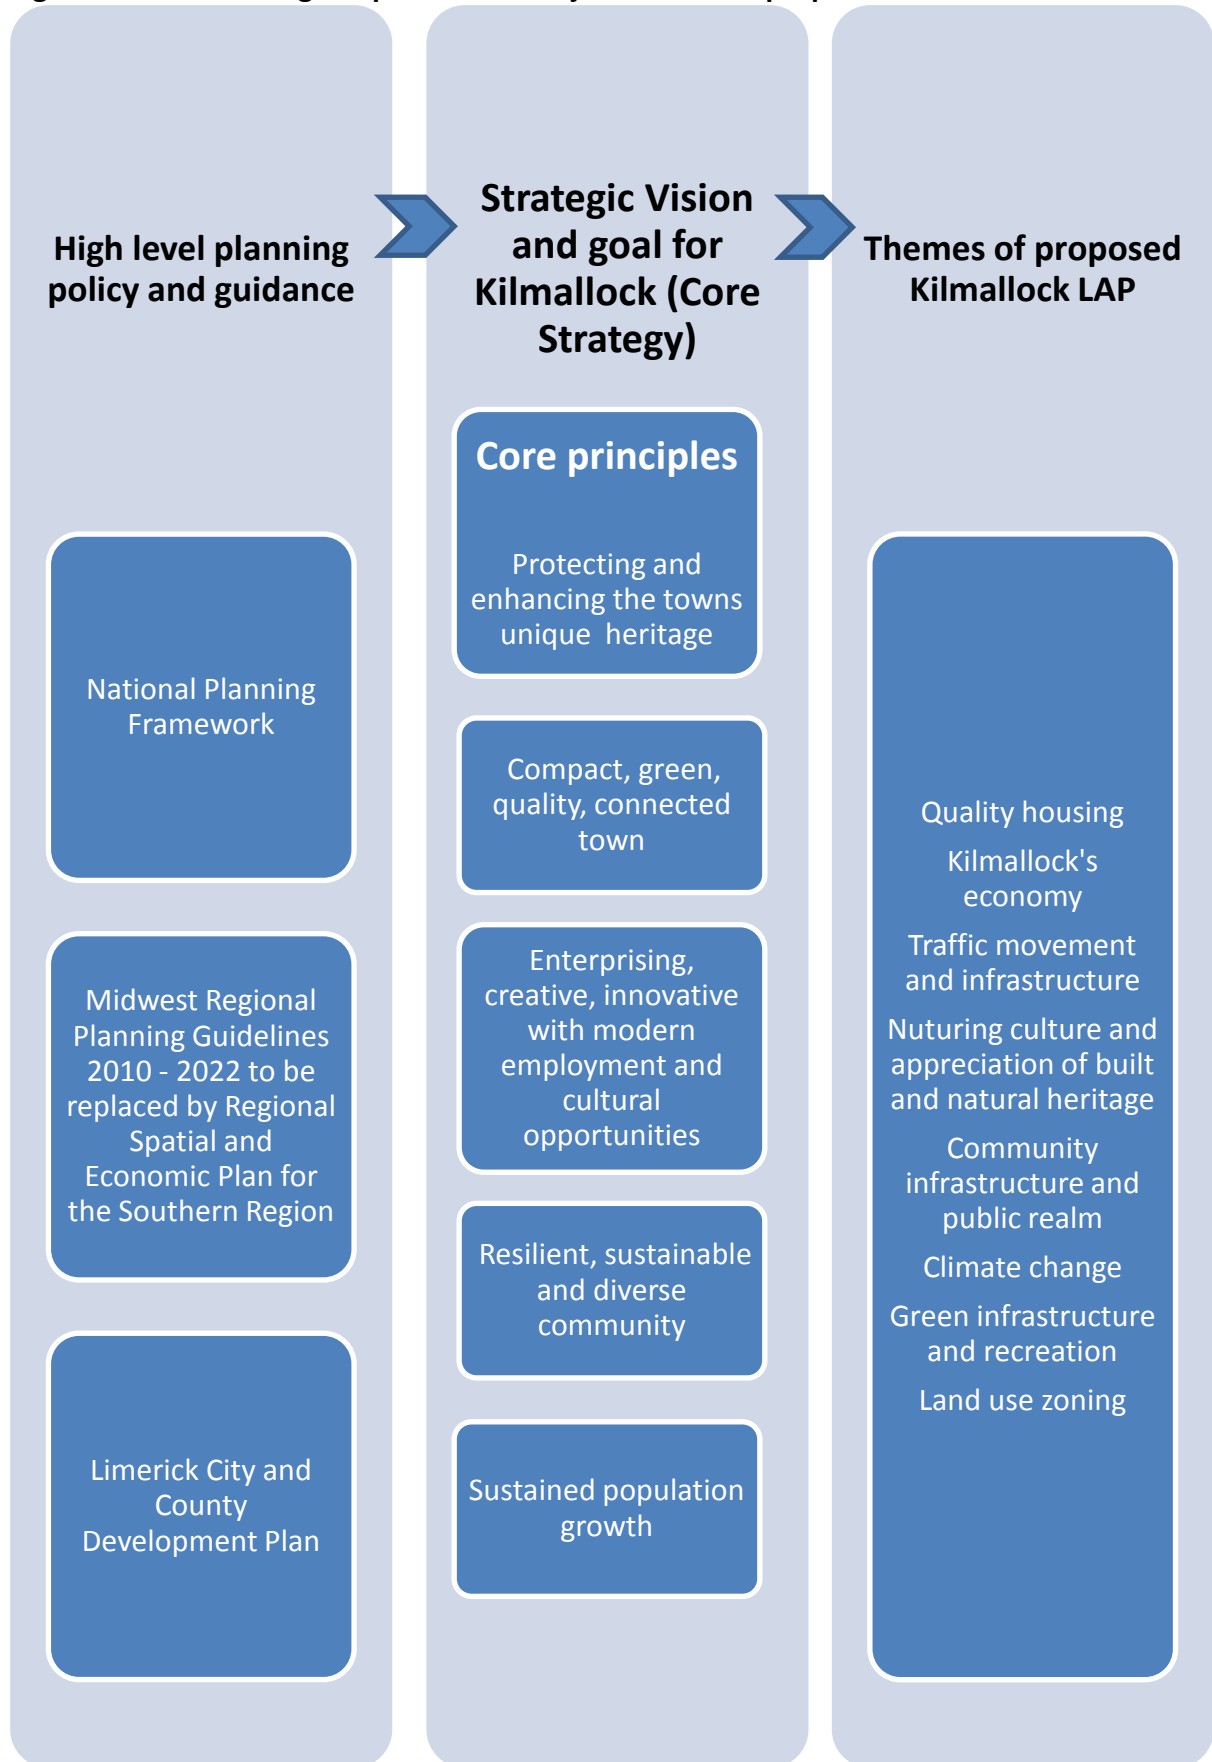 High level planning
policy and guidance
National Planning
Framework
Midwest Regional
Planning Guidelines
2010 - 2022 to be
replaced by Regional
Spatial and
Economic Plan for
the Southern Region
Limerick City and
County
Development Plan
Strategic Vision
and goal for
Kilmallock (Core
Strategy)
Core principles
Protecting and
enhancing the towns
unique heritage
Compact, green,
quality, connected
town
Enterprising,
creative, innovative
with modern
employment and
cultural
opportunities
Resilient, sustainable
and diverse
community
Sustained population
growth
Themes of proposed
Kilmallock LAP
Quality housing
Kilmallock's
economy
Traffic movement
and infrastructure
Nuturing culture and
appreciation of built
and natural heritage
Community
infrastructure and
public realm
Climate change
Green infrastructure
and recreation
Land use zoning